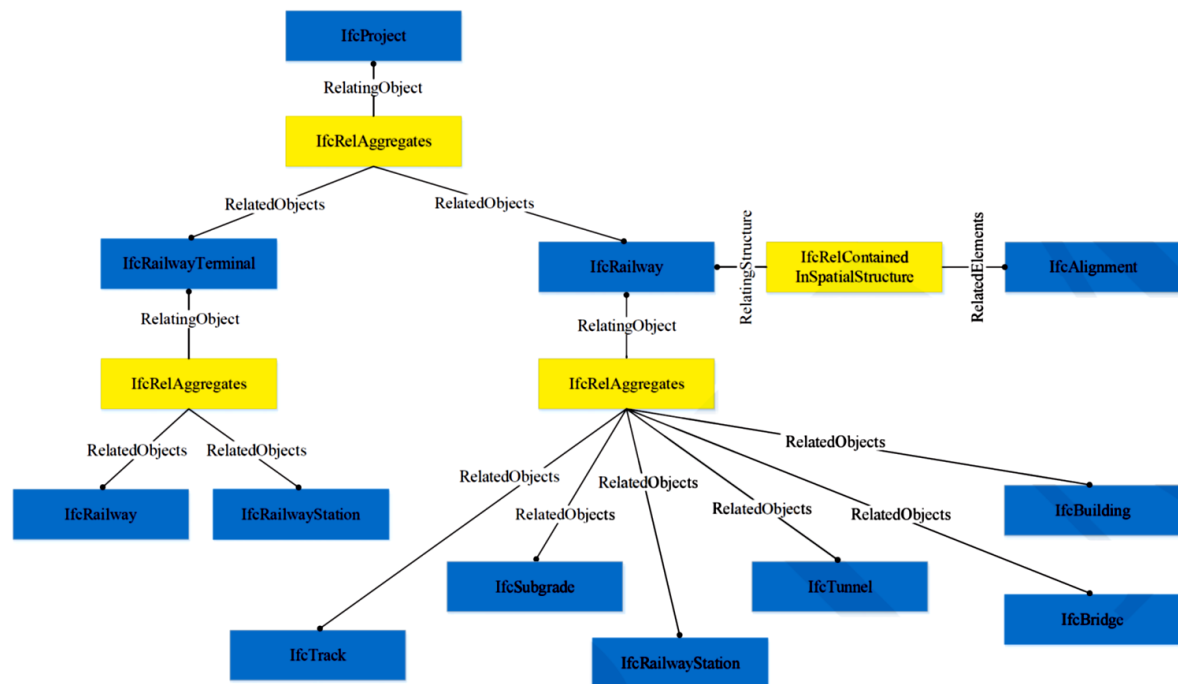 IfcProject
RelatingObject
IfcRelAggregates
RelatedObjects
RelatedObjects
IfcRailwayTerminal
IfcRailway
RelatingStructure
IfcRelContained
InSpatialStructure
RelatedElements
IfcAlignment
RelatingObject
RelatingObject
IfcRelAggregates
IfcRelAggregates
RelatedObjects
RelatedObjects
RelatedObjects
RelatedObjects
RelatedObjects
RelatedObjects
RelatedObjects
RelatedObjects
IfcRailway
IfcRailwayStation
IfcBuilding
IfcSubgrade
IfcTunnel
IfcBridge
IfcTrack
IfcRailwayStation